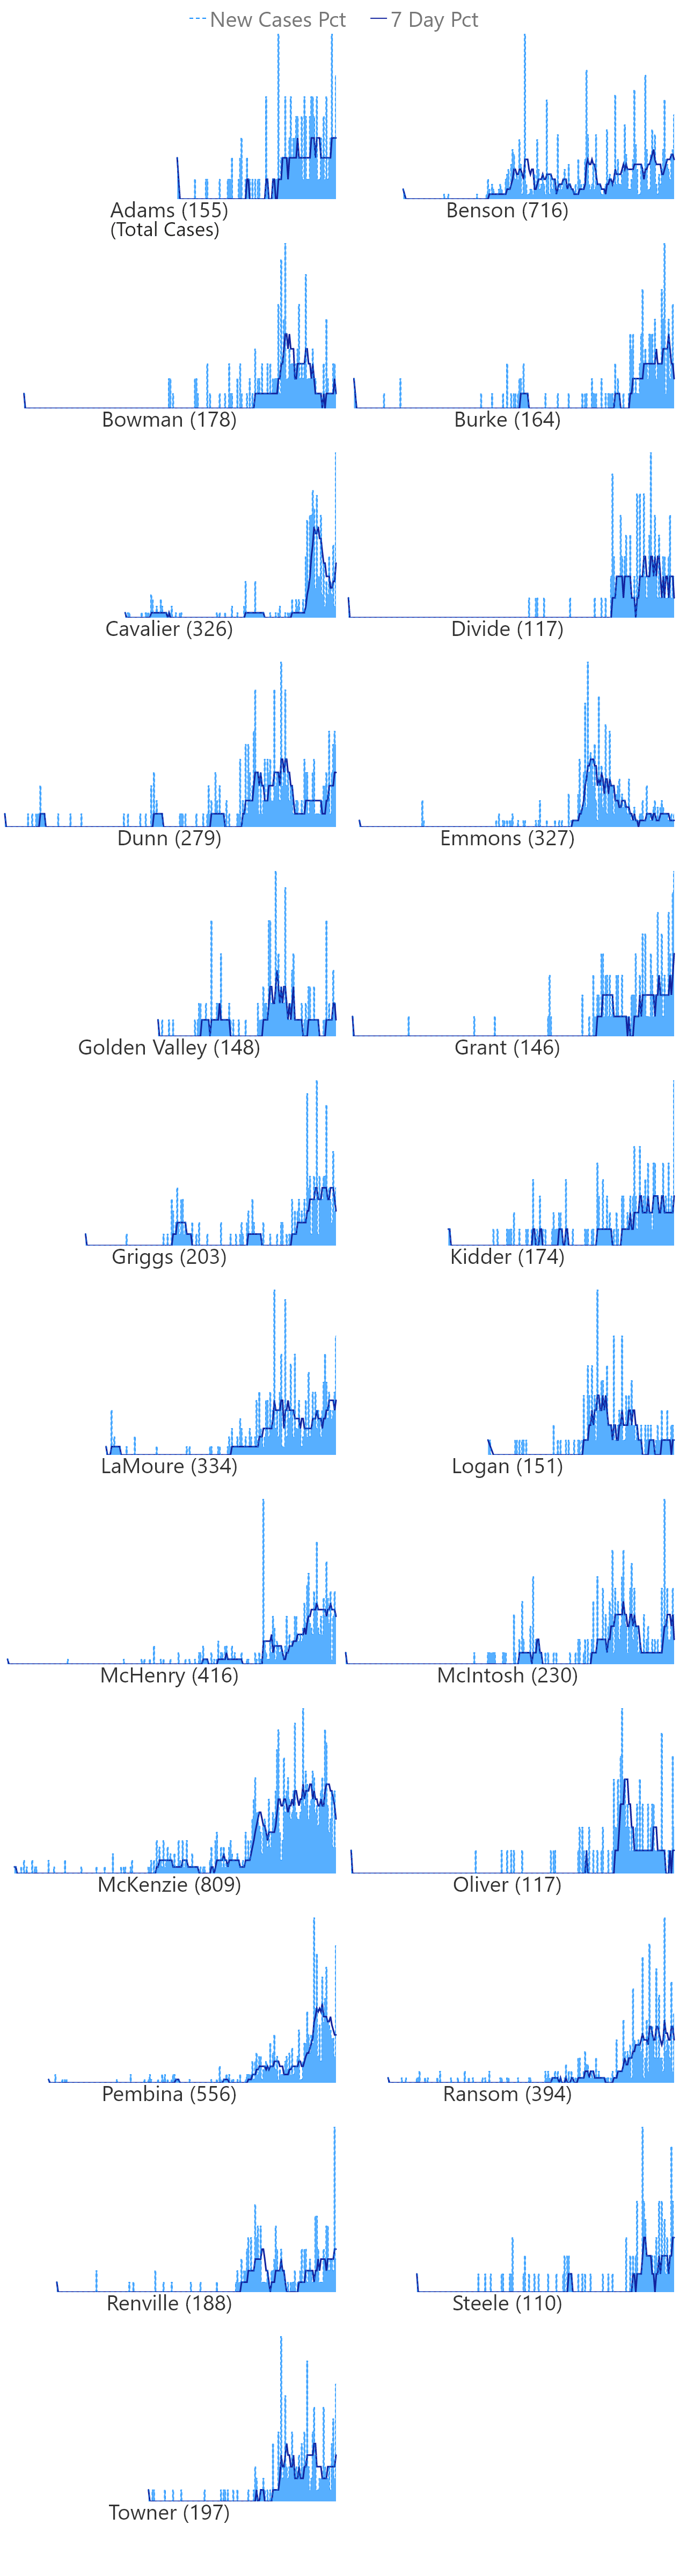 New Cases Pct 7 Day Pct
Adams (155) Benson (716)
(Total Cases)
Bowman (178) Burke (164)
Cavalier (326) Divide (117)
Dunn (279) Emmons (327)
Golden Valley (148) Grant (146)
Griggs (203) Kidder (174)
LaMoure (334) Logan (151)
McHenry (416) McIntosh (230)
McKenzie (809) Oliver (117)
Pembina (556) Ransom (394)
Renville (188) Steele (110)
Towner (197)